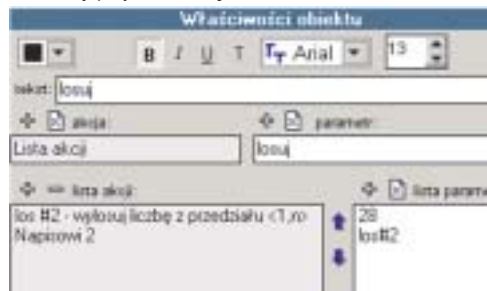 Właściwości obiektu
B I U T Arial 13
tekst: losuj
akcja: parametr:
Lista akcji losuj
lista akcji: lista parame
los #2 - wylosuj liczbę z przedziału <1,ro 28
Napisowi 2 los#2